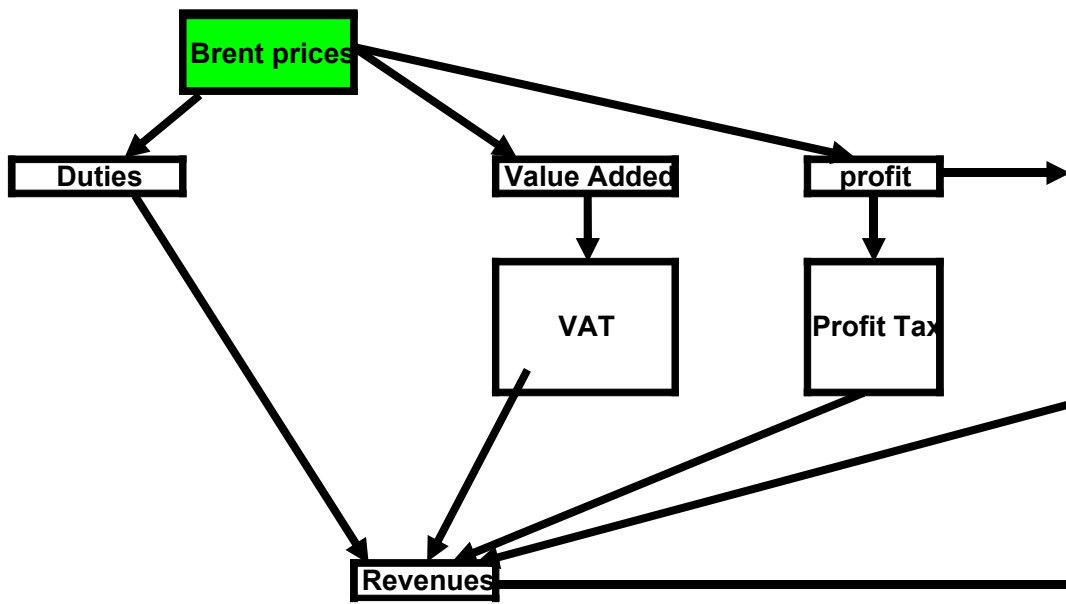 Brent prices
Duties
Value Added
profit
VAT
Profit Tax
Revenues